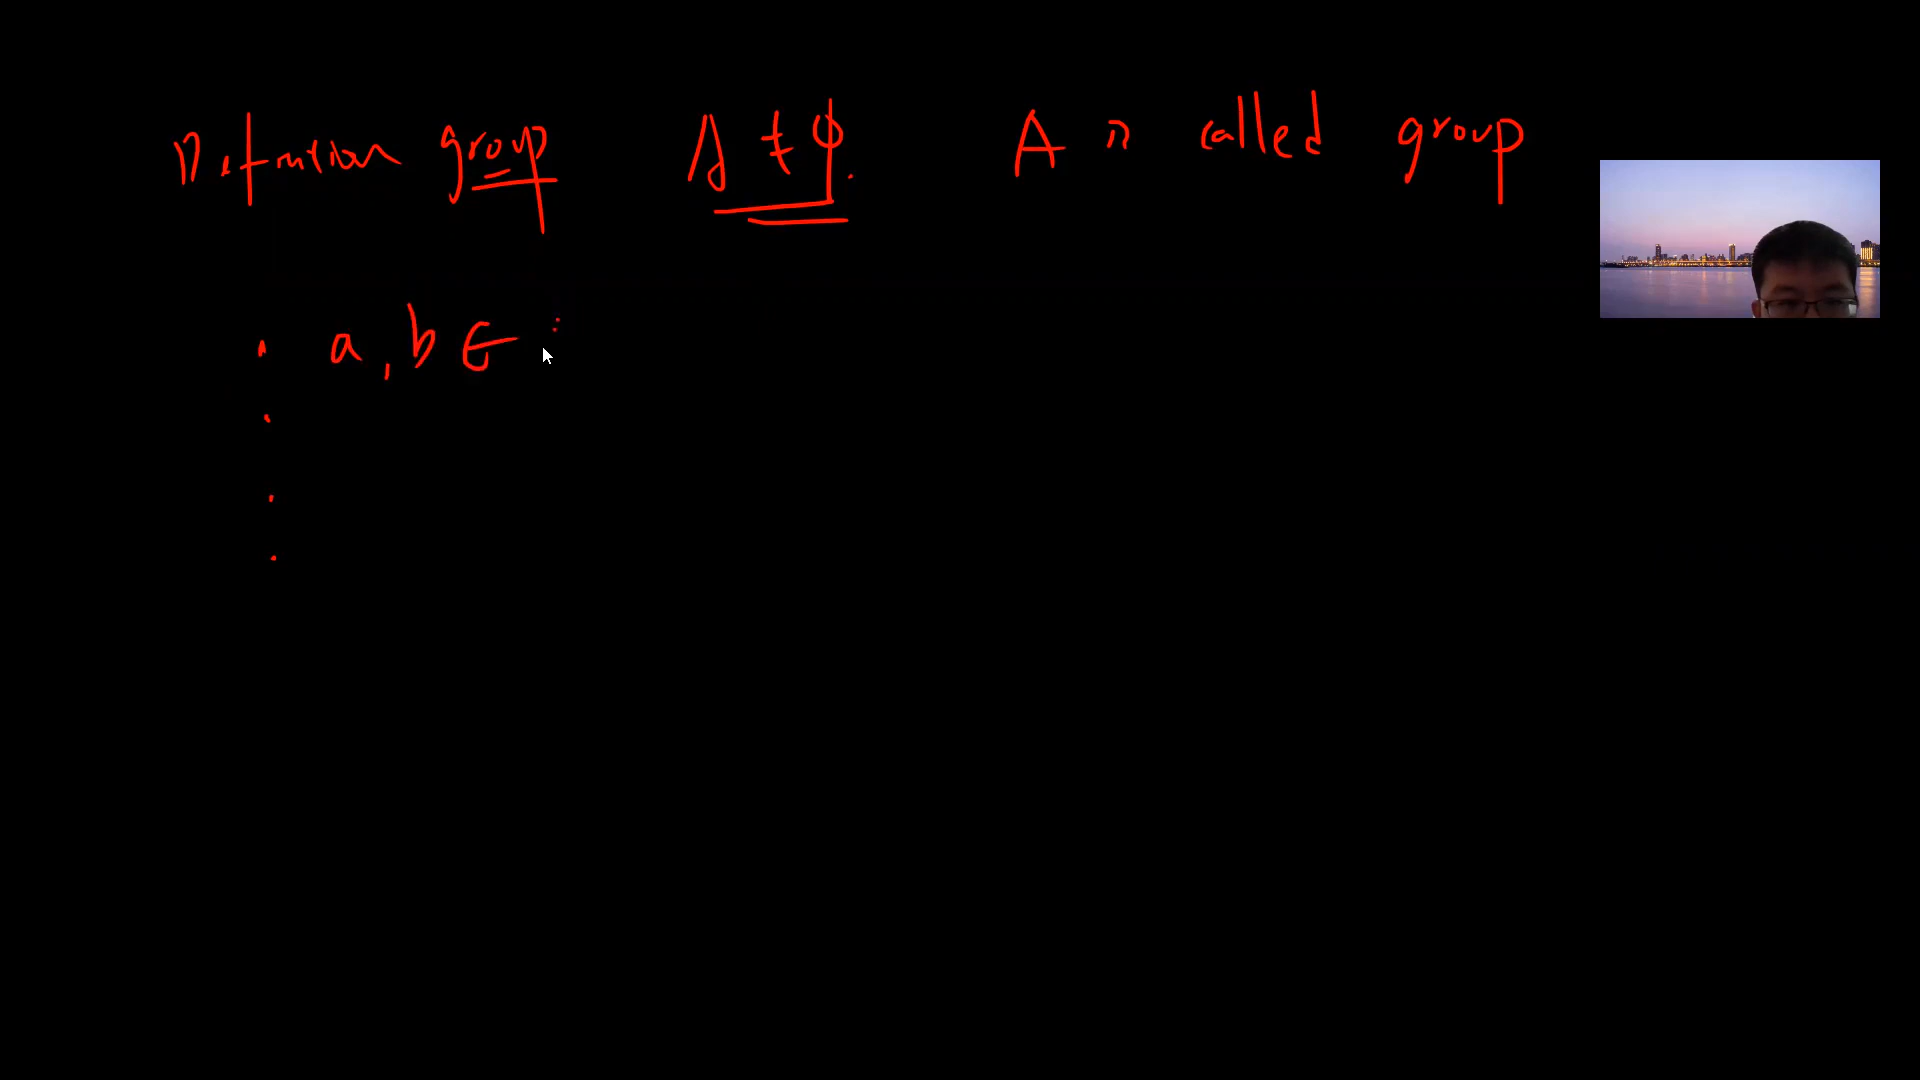 Definition group A ≠ ϕ. A is called group
· a, b ∈
·
·
·